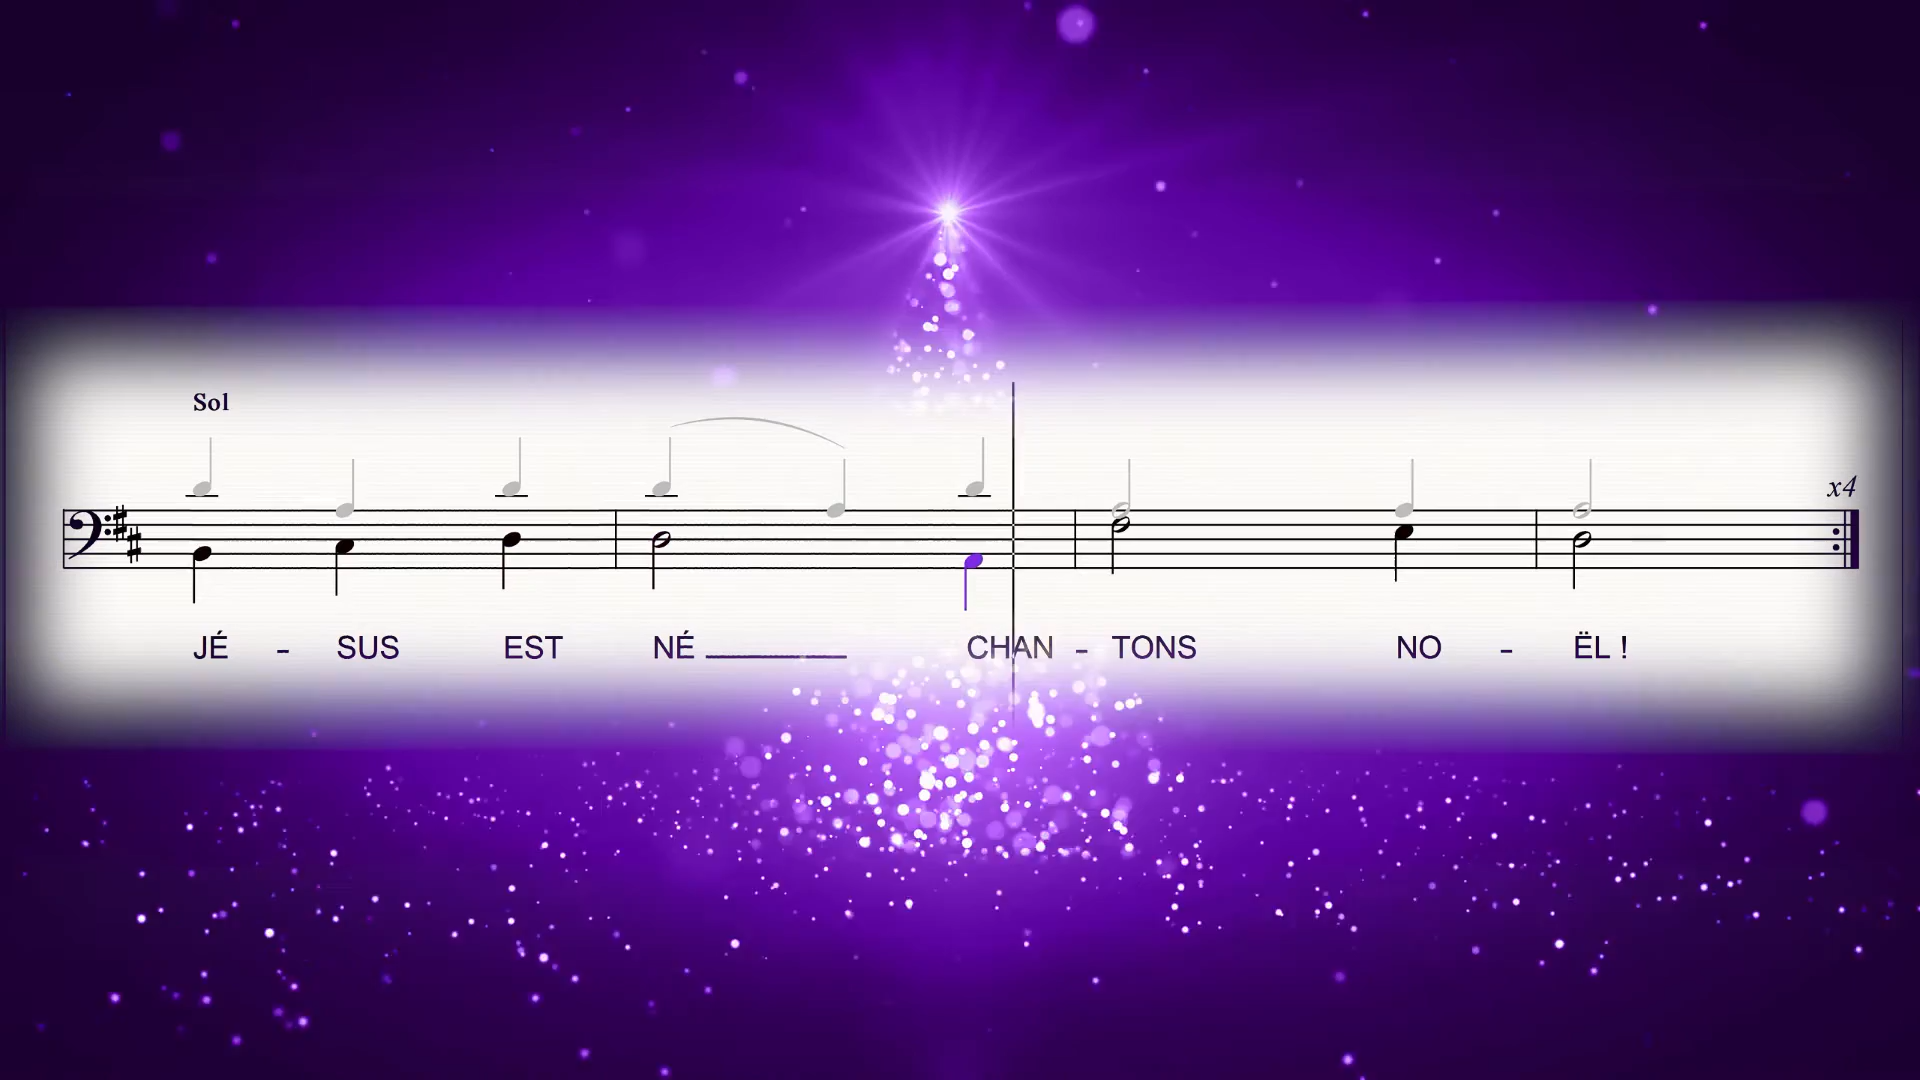 Sol
x4
JÉ - SUS EST NÉ CHAN - TONS NO - ËL !